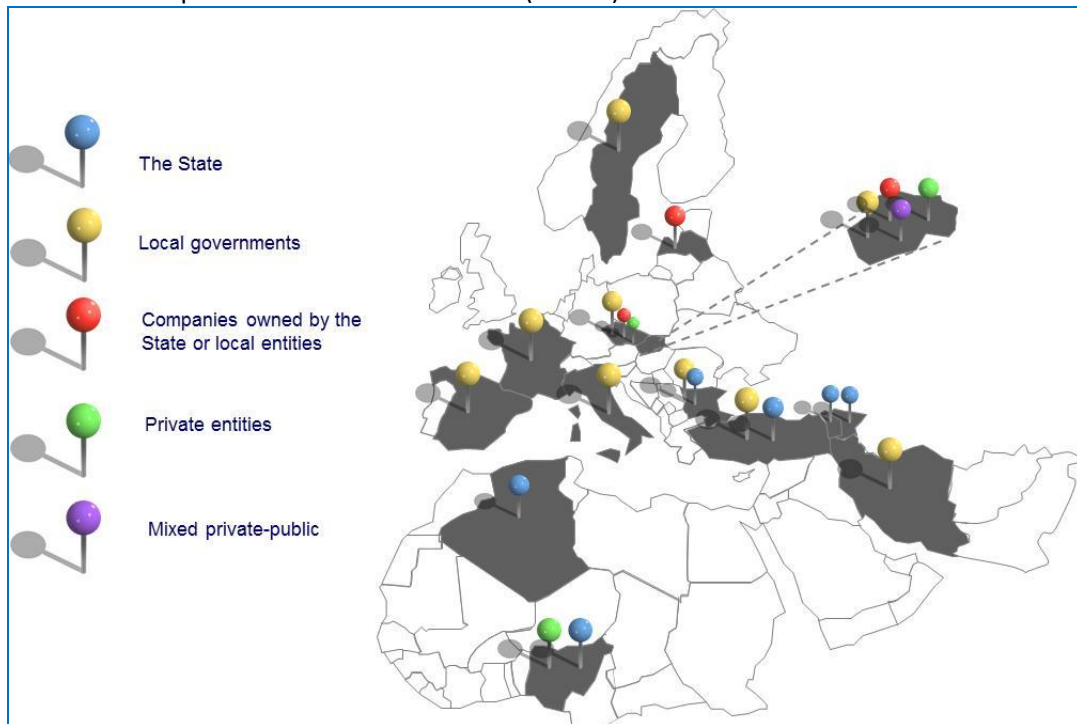 The State
Local governments
Companies owned by the
State or local entities
Private entities
Mixed private-public